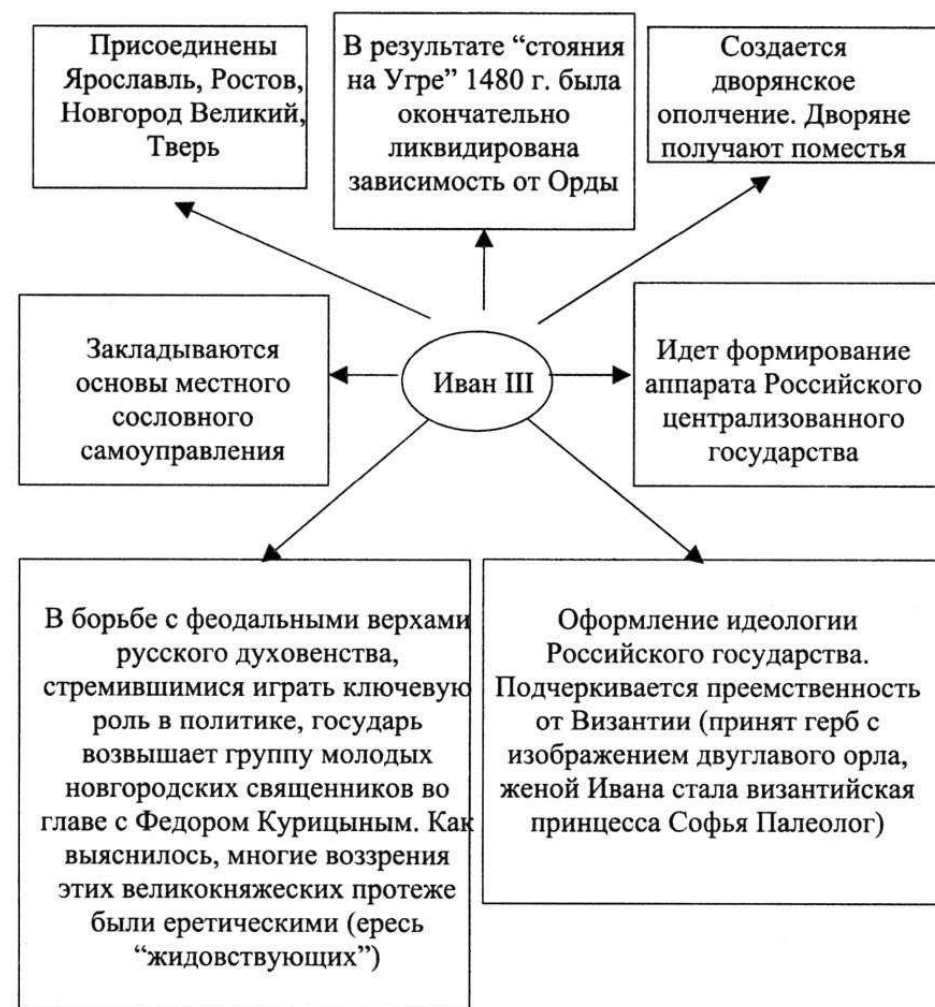 Присоединены
Ярославль, Ростов,
Новгород Великий,
Тверь
В результате “стояния
на Угре” 1480 г. была
окончательно
ликвидирована
зависимость от Орды
Создается
дворянское
ополчение. Дворяне
получают поместья
Закладываются
основы местного
сословного
самоуправления
Иван III
Идет формирование
аппарата Российского
централизованного
государства
В борьбе с феодальными верхами
русского духовенства,
стремившимися играть ключевую
роль в политике, государь
возвышает группу молодых
новгородских священников во
главе с Федором Курицыным. Как
выяснилось, многие воззрения
этих великокняжеских протеже
были еретическими (ересь
“жидовствующих”)
Оформление идеологии
Российского государства.
Подчеркивается преемственность
от Византии (принят герб с
изображением двуглавого орла,
женой Ивана стала византийская
принцесса Софья Палеолог)